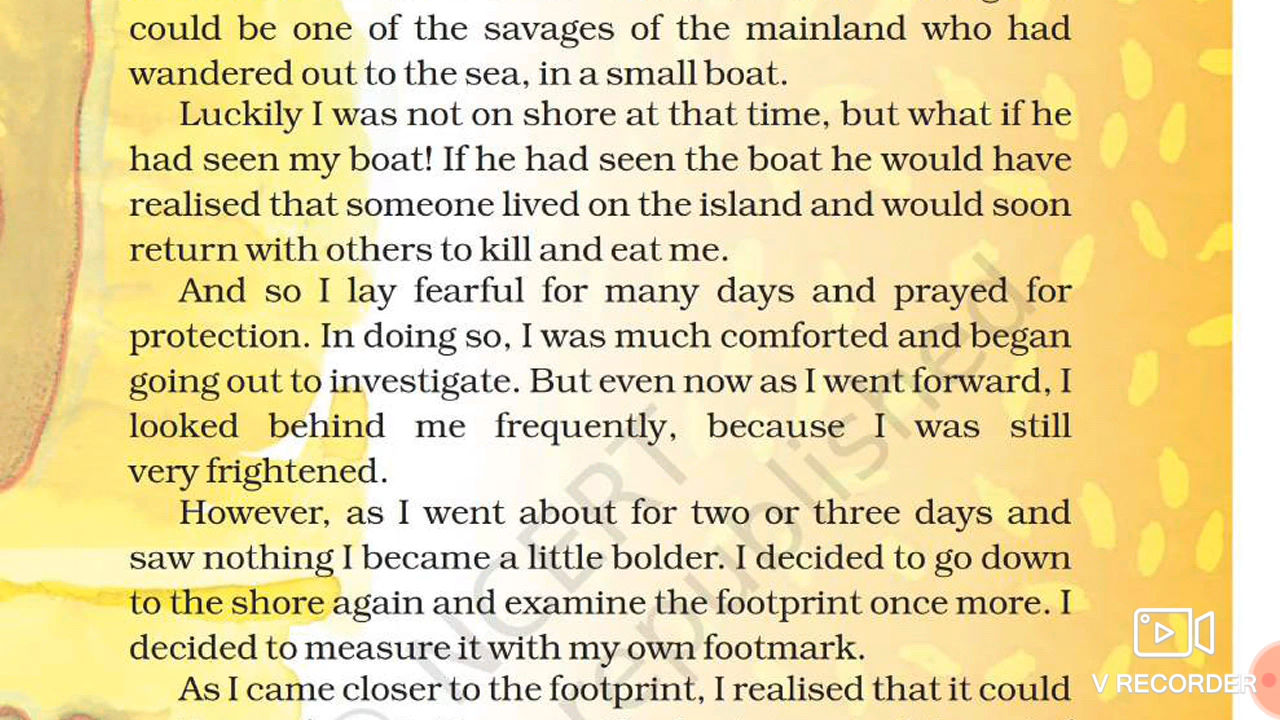 could be one of the savages of the mainland who had
wandered out to the sea, in a small boat.
Luckily I was not on shore at that time, but what if he
had seen my boat! If he had seen the boat he would have
realised that someone lived on the island and would soon
return with others to kill and eat me.
And so I lay fearful for many days and prayed for
protection. In doing so, I was much comforted and began
going out to investigate. But even now as I went forward, I
looked behind me frequently, because I was still
very frightened.
However, as I went about for two or three days and
saw nothing I became a little bolder. I decided to go down
to the shore again and examine the footprint once more. I
decided to measure it with my own footmark.
As I came closer to the footprint, I realised that it could
© NCERT
republished
V RECORDER